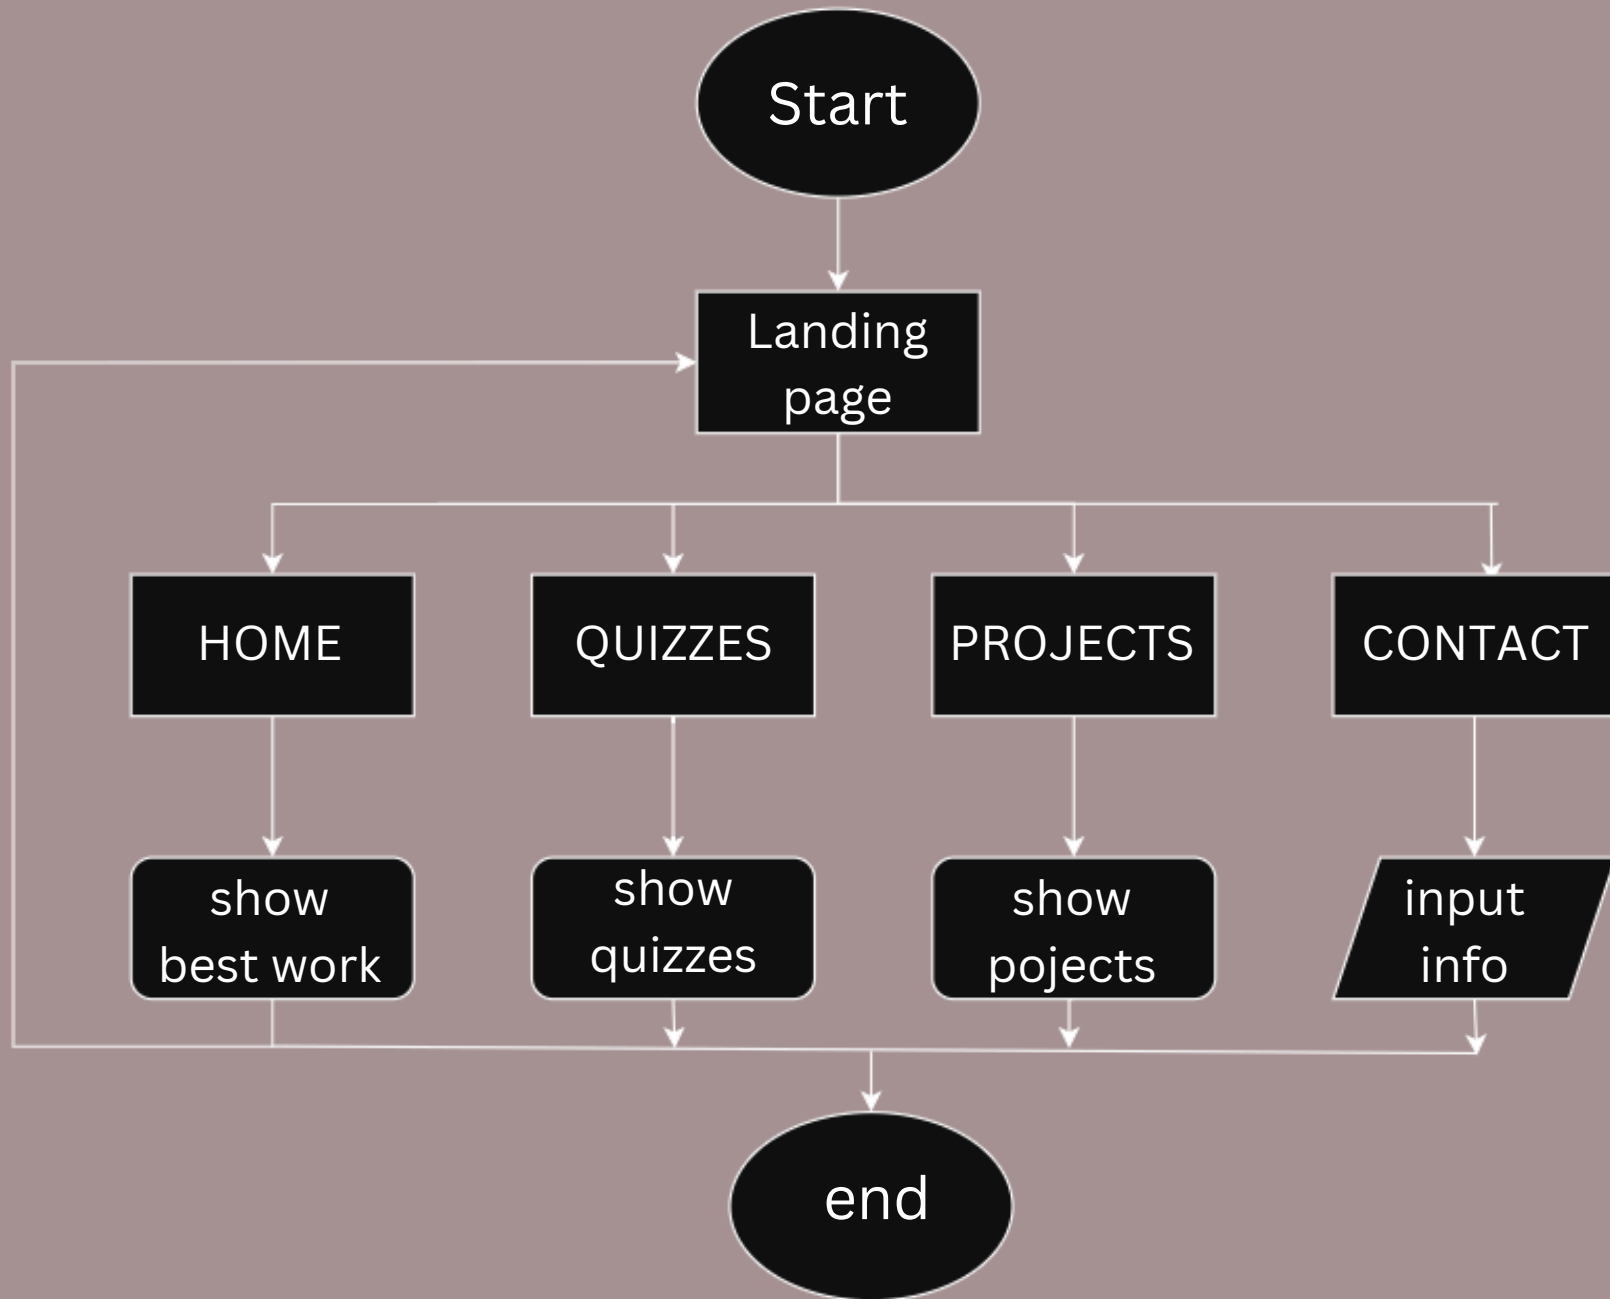 Start
Landing
page
HOME
QUIZZES
PROJECTS
CONTACT
show
best work
show
quizzes
show
pojects
input
info
end